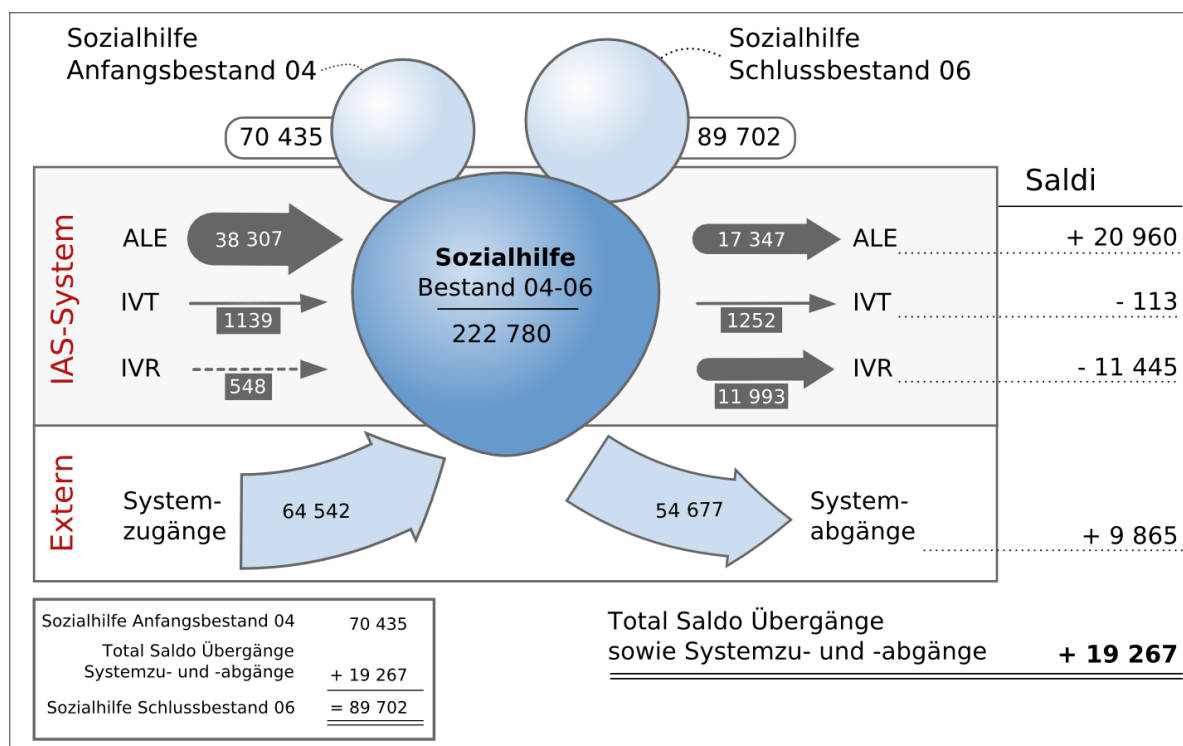 Sozialhilfe
Anfangsbestand 04
Sozialhilfe
Schlussbestand 06
70 435
89 702
Saldi
IAS-System
ALE
38 307
17 347
ALE
+ 20 960
Sozialhilfe
Bestand 04-06
222 780
IVT
1139
1252
IVT
- 113
IVR
548
11 993
IVR
- 11 445
Extern
System-
zugänge
64 542
54 677
System-
abgänge
+ 9 865
Sozialhilfe Anfangsbestand 04 70 435
Total Saldo Übergänge
Systemzu- und -abgänge + 19 267
Sozialhilfe Schlussbestand 06 = 89 702
Total Saldo Übergänge
sowie Systemzu- und -abgänge + 19 267